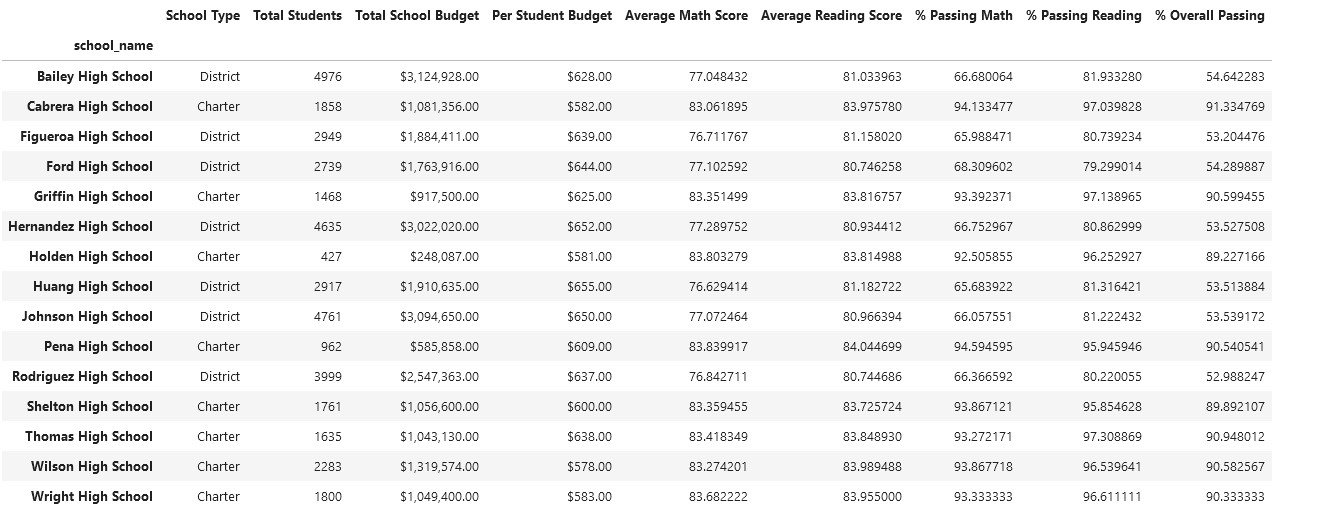 School Type Total Students Total School Budget Per Student Budget Average Math Score Average Reading Score % Passing Math % Passing Reading % Overall Passing
school_name
Bailey High School District 4976 $3,124,928.00 $628.00 77.048432 81.033963 66.680064 81.933280 54.642283
Cabrera High School Charter 1858 $1,081,356.00 $582.00 83.061895 83.975780 94.133477 97.039828 91.334769
Figueroa High School District 2949 $1,884,411.00 $639.00 76.711767 81.158020 65.988471 80.739234 53.204476
Ford High School District 2739 $1,763,916.00 $644.00 77.102592 80.746258 68.309602 79.299014 54.289887
Griffin High School Charter 1468 $917,500.00 $625.00 83.351499 83.816757 93.392371 97.138965 90.599455
Hernandez High School District 4635 $3,022,020.00 $652.00 77.289752 80.934412 66.752967 80.862999 53.527508
Holden High School Charter 427 $248,087.00 $581.00 83.803279 83.814988 92.505855 96.252927 89.227166
Huang High School District 2917 $1,910,635.00 $655.00 76.629414 81.182722 65.683922 81.316421 53.513884
Johnson High School District 4761 $3,094,650.00 $650.00 77.072464 80.966394 66.057551 81.222432 53.539172
Pena High School Charter 962 $585,858.00 $609.00 83.839917 84.044699 94.594595 95.945946 90.540541
Rodriguez High School District 3999 $2,547,363.00 $637.00 76.842711 80.744686 66.366592 80.220055 52.988247
Shelton High School Charter 1761 $1,056,600.00 $600.00 83.359455 83.725724 93.867121 95.854628 89.892107
Thomas High School Charter 1635 $1,043,130.00 $638.00 83.418349 83.848930 93.272171 97.308869 90.948012
Wilson High School Charter 2283 $1,319,574.00 $578.00 83.274201 83.989488 93.867718 96.539641 90.582567
Wright High School Charter 1800 $1,049,400.00 $583.00 83.682222 83.955000 93.333333 96.611111 90.333333